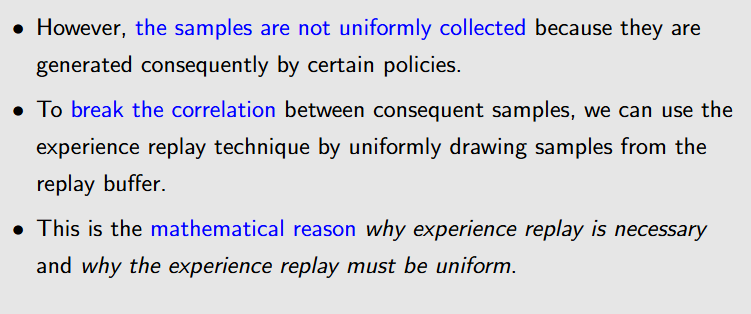 • However, the samples are not uniformly collected because they are
generated consequently by certain policies.
• To break the correlation between consequent samples, we can use the
experience replay technique by uniformly drawing samples from the
replay buffer.
• This is the mathematical reason why experience replay is necessary
and why the experience replay must be uniform.